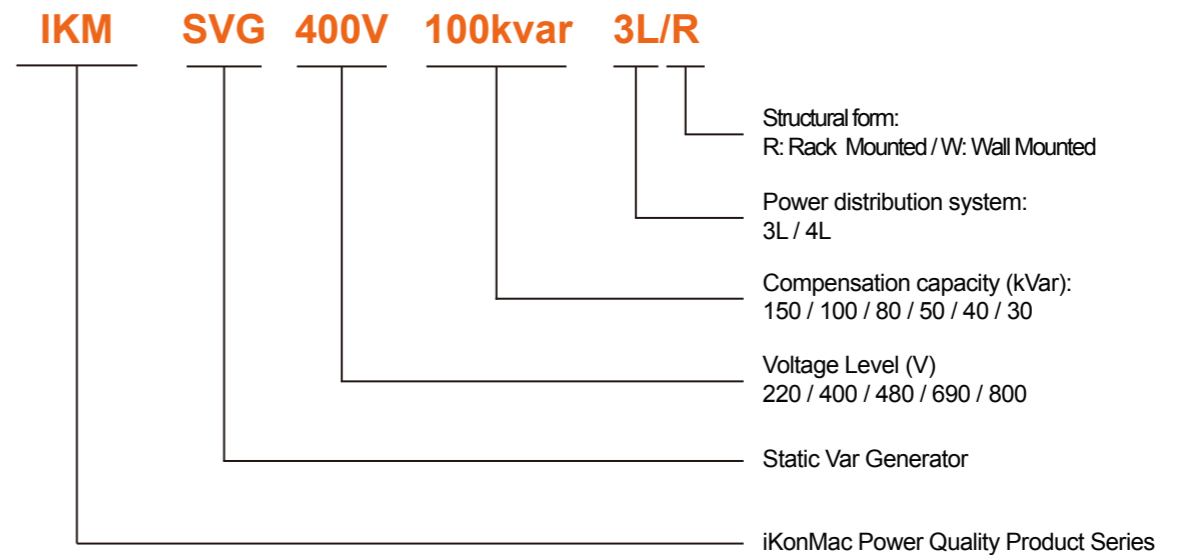 IKM SVG 400V 100kvar 3L/R
Structural form:
R: Rack Mounted / W: Wall Mounted
Power distribution system:
3L / 4L
Compensation capacity (kVar):
150 / 100 / 80 / 50 / 40 / 30
Voltage Level (V)
220 / 400 / 480 / 690 / 800
Static Var Generator
iKonMac Power Quality Product Series